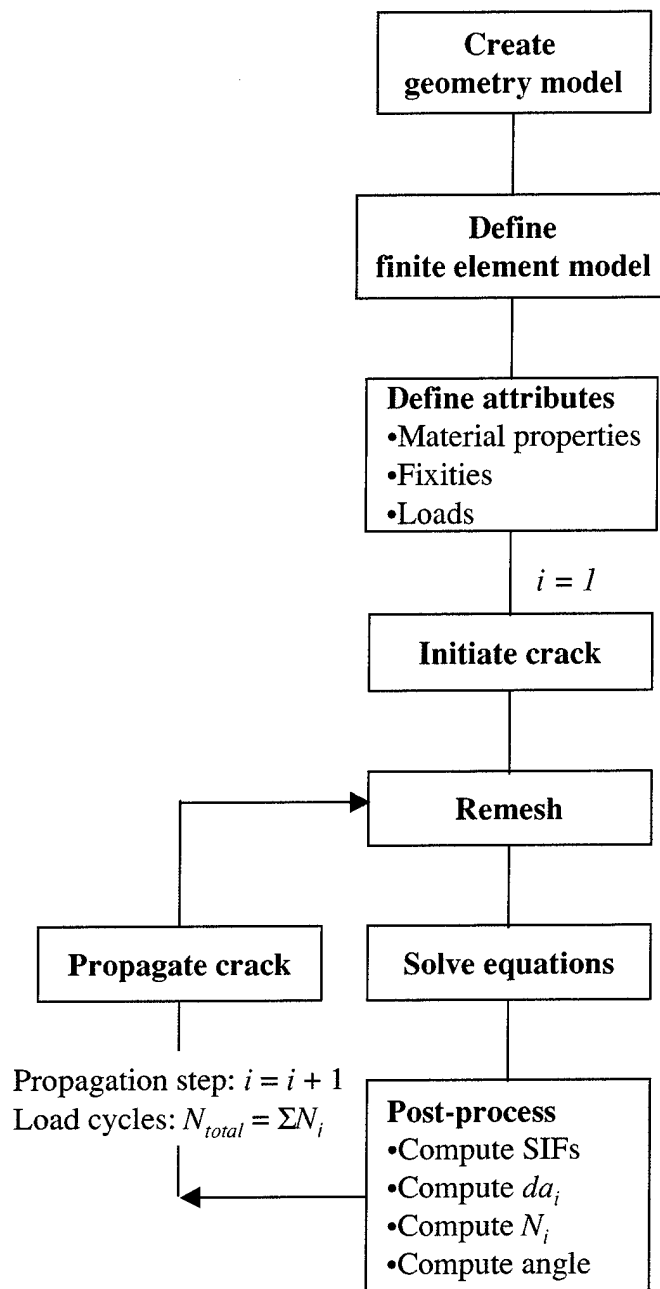 Create
geometry model
Define
finite element model
Define attributes
•Material properties
•Fixities
•Loads
i = 1
Initiate crack
Remesh
Propagate crack
Solve equations
Propagation step: i = i + 1
Load cycles: N_total = ΣN_i
Post-process
•Compute SIFs
•Compute da_i
•Compute N_i
•Compute angle